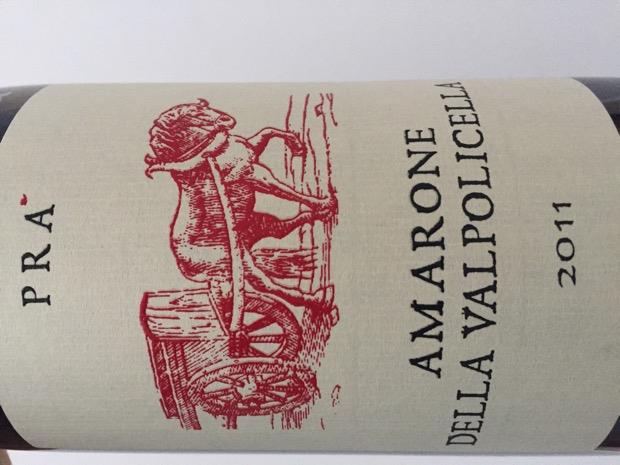 PRÀ
AMARONE
DELLA VALPOLICELLA
2011